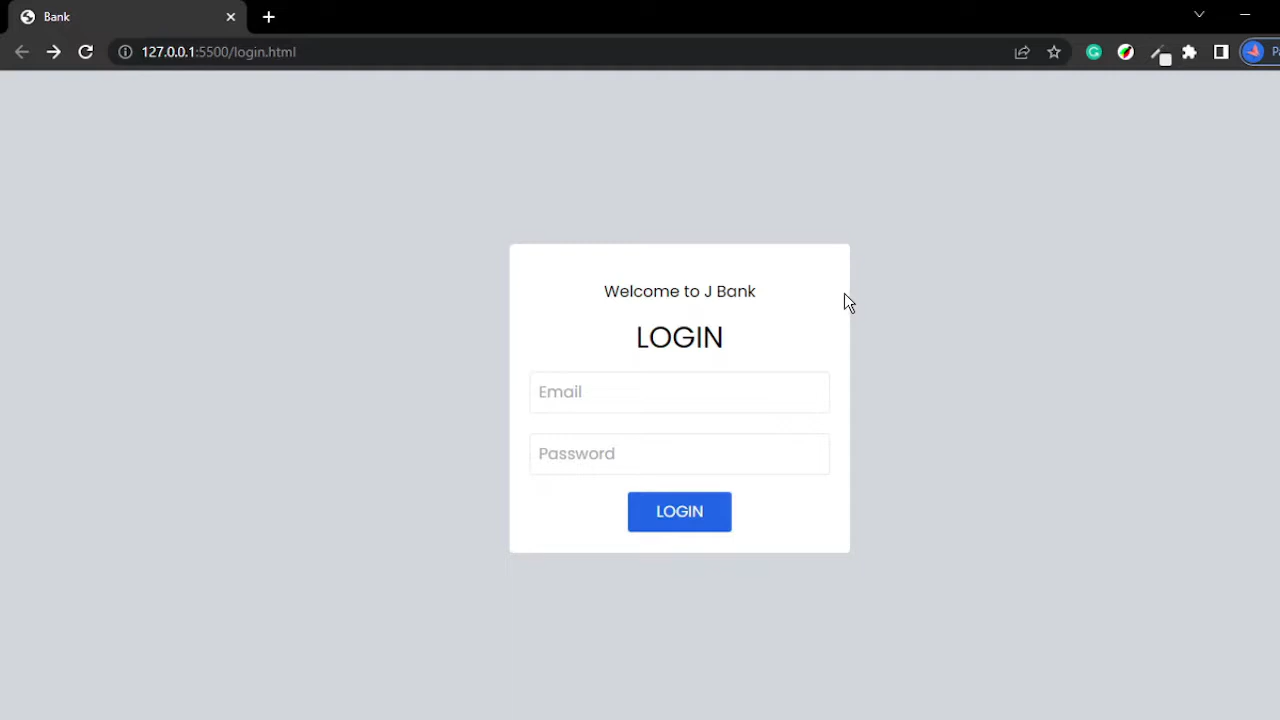 Bank
127.0.0.1:5500/login.html
Welcome to J Bank
LOGIN
Email
Password
LOGIN